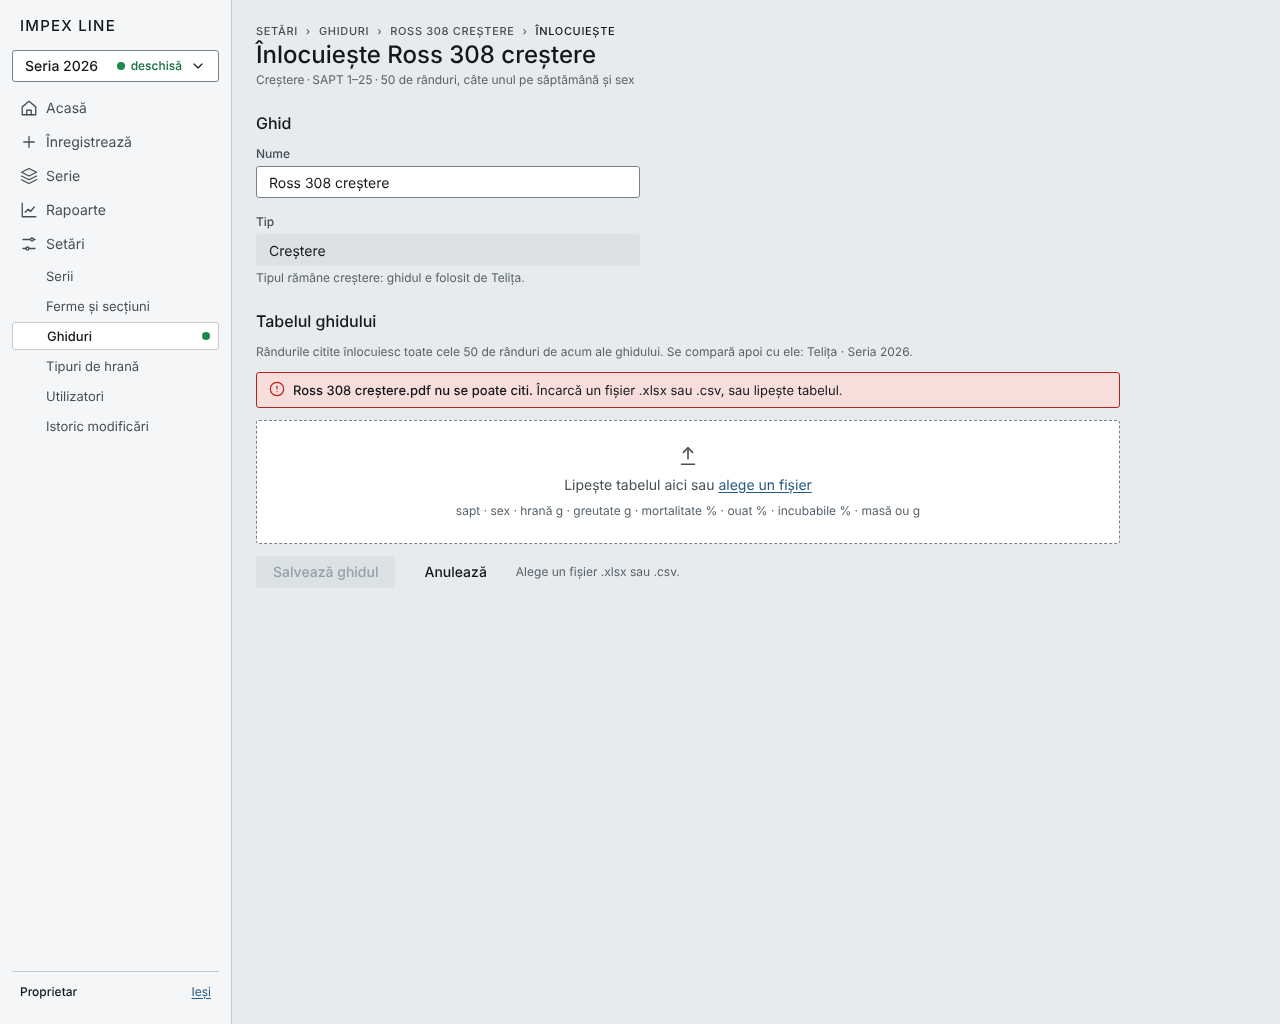 IMPEX LINE
Seria 2026 deschisă
Acasă
Înregistrează
Serie
Rapoarte
Setări
Serii
Ferme și secțiuni
Ghiduri
Tipuri de hrană
Utilizatori
Istoric modificări
Proprietar Ieși
SETĂRI › GHIDURI › ROSS 308 CREȘTERE › ÎNLOCUIEȘTE
Înlocuiește Ross 308 creștere
Creștere · SAPT 1–25 · 50 de rânduri, câte unul pe săptămână și sex
Ghid
Nume
Ross 308 creștere
Tip
Creștere
Tipul rămâne creștere: ghidul e folosit de Telița.
Tabelul ghidului
Rândurile citite înlocuiesc toate cele 50 de rânduri de acum ale ghidului. Se compară apoi cu ele: Telița · Seria 2026.
Ross 308 creștere.pdf nu se poate citi. Încarcă un fișier .xlsx sau .csv, sau lipește tabelul.
Lipește tabelul aici sau alege un fișier
sapt · sex · hrană g · greutate g · mortalitate % · ouat % · incubabile % · masă ou g
Salvează ghidul Anulează Alege un fișier .xlsx sau .csv.